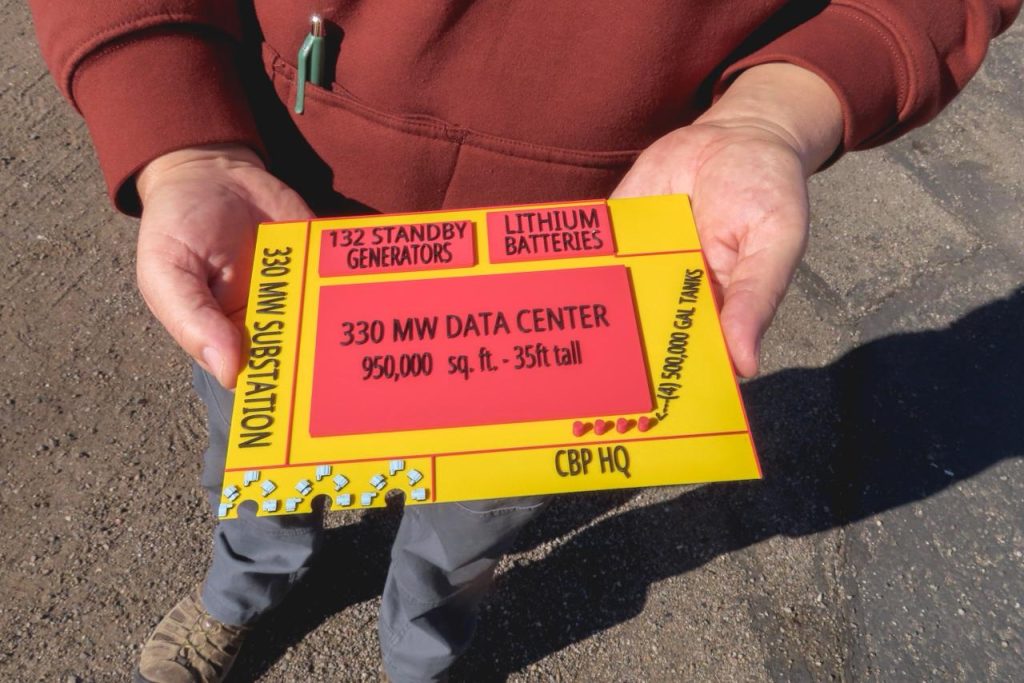 132 STANDBY
GENERATORS
LITHIUM
BATTERIES
330 MW SUBSTATION
330 MW DATA CENTER
950,000 sq. ft. - 35ft tall
<---(4) 500,000 GAL TANKS
CBP HQ